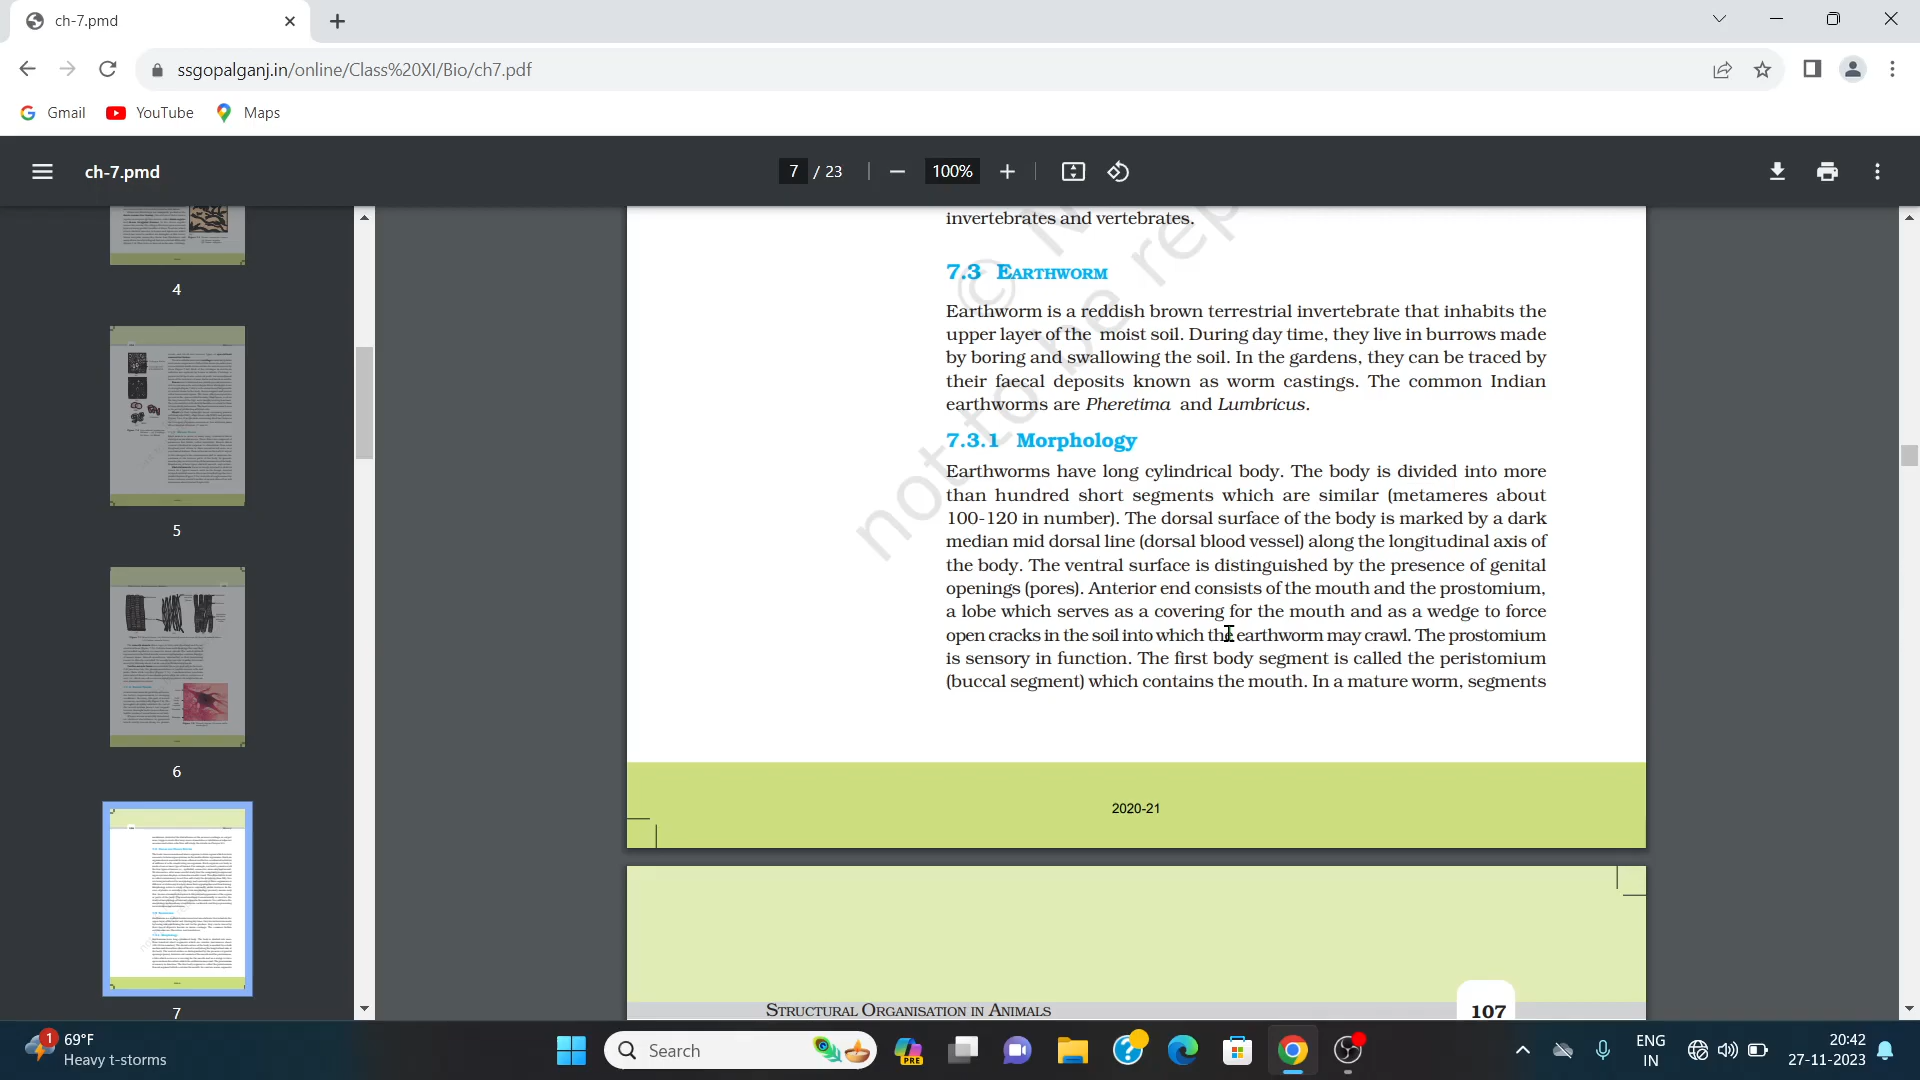 ch-7.pmd
ssgopalganj.in/online/Class%20XI/Bio/ch7.pdf
Gmail YouTube Maps
ch-7.pmd 7 / 23 100%
4
5
6
7
invertebrates and vertebrates.
7.3 EARTHWORM
Earthworm is a reddish brown terrestrial invertebrate that inhabits the
upper layer of the moist soil. During day time, they live in burrows made
by boring and swallowing the soil. In the gardens, they can be traced by
their faecal deposits known as worm castings. The common Indian
earthworms are Pheretima and Lumbricus.
7.3.1 Morphology
Earthworms have long cylindrical body. The body is divided into more
than hundred short segments which are similar (metameres about
100-120 in number). The dorsal surface of the body is marked by a dark
median mid dorsal line (dorsal blood vessel) along the longitudinal axis of
the body. The ventral surface is distinguished by the presence of genital
openings (pores). Anterior end consists of the mouth and the prostomium,
a lobe which serves as a covering for the mouth and as a wedge to force
open cracks in the soil into which the earthworm may crawl. The prostomium
is sensory in function. The first body segment is called the peristomium
(buccal segment) which contains the mouth. In a mature worm, segments
© N
not to be rep
2020-21
STRUCTURAL ORGANISATION IN ANIMALS 107
1
69°F
Heavy t-storms
Search
PRE
ENG
IN
20:42
27-11-2023